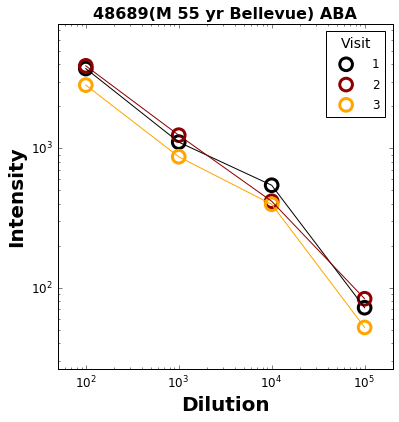 48689(M 55 yr Bellevue) ABA
Visit
1
2
3
Intensity
10³
10²
10² 10³ 10⁴ 10⁵
Dilution